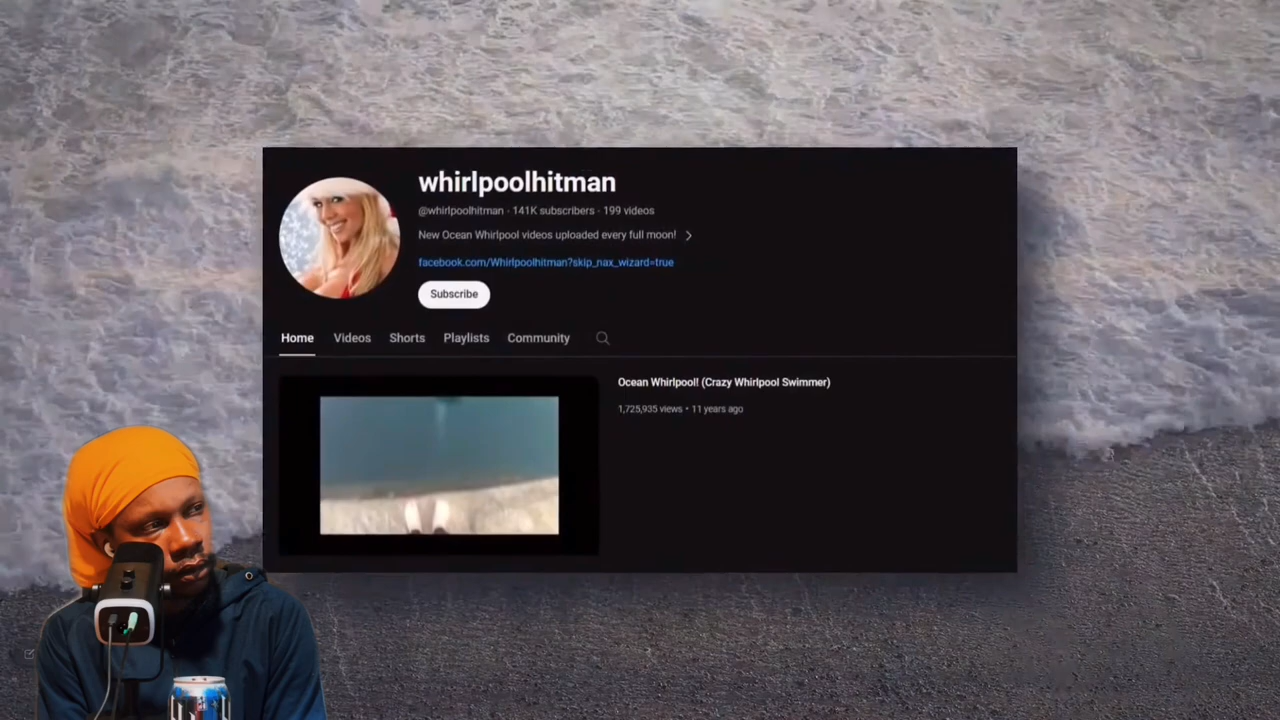 whirlpoolhitman
@whirlpoolhitman · 141K subscribers · 199 videos
New Ocean Whirlpool videos uploaded every full moon!
facebook.com/Whirlpoolhitman?skip_nax_wizard=true
Subscribe
Home Videos Shorts Playlists Community
Ocean Whirlpool! (Crazy Whirlpool Swimmer)
1,725,935 views • 11 years ago